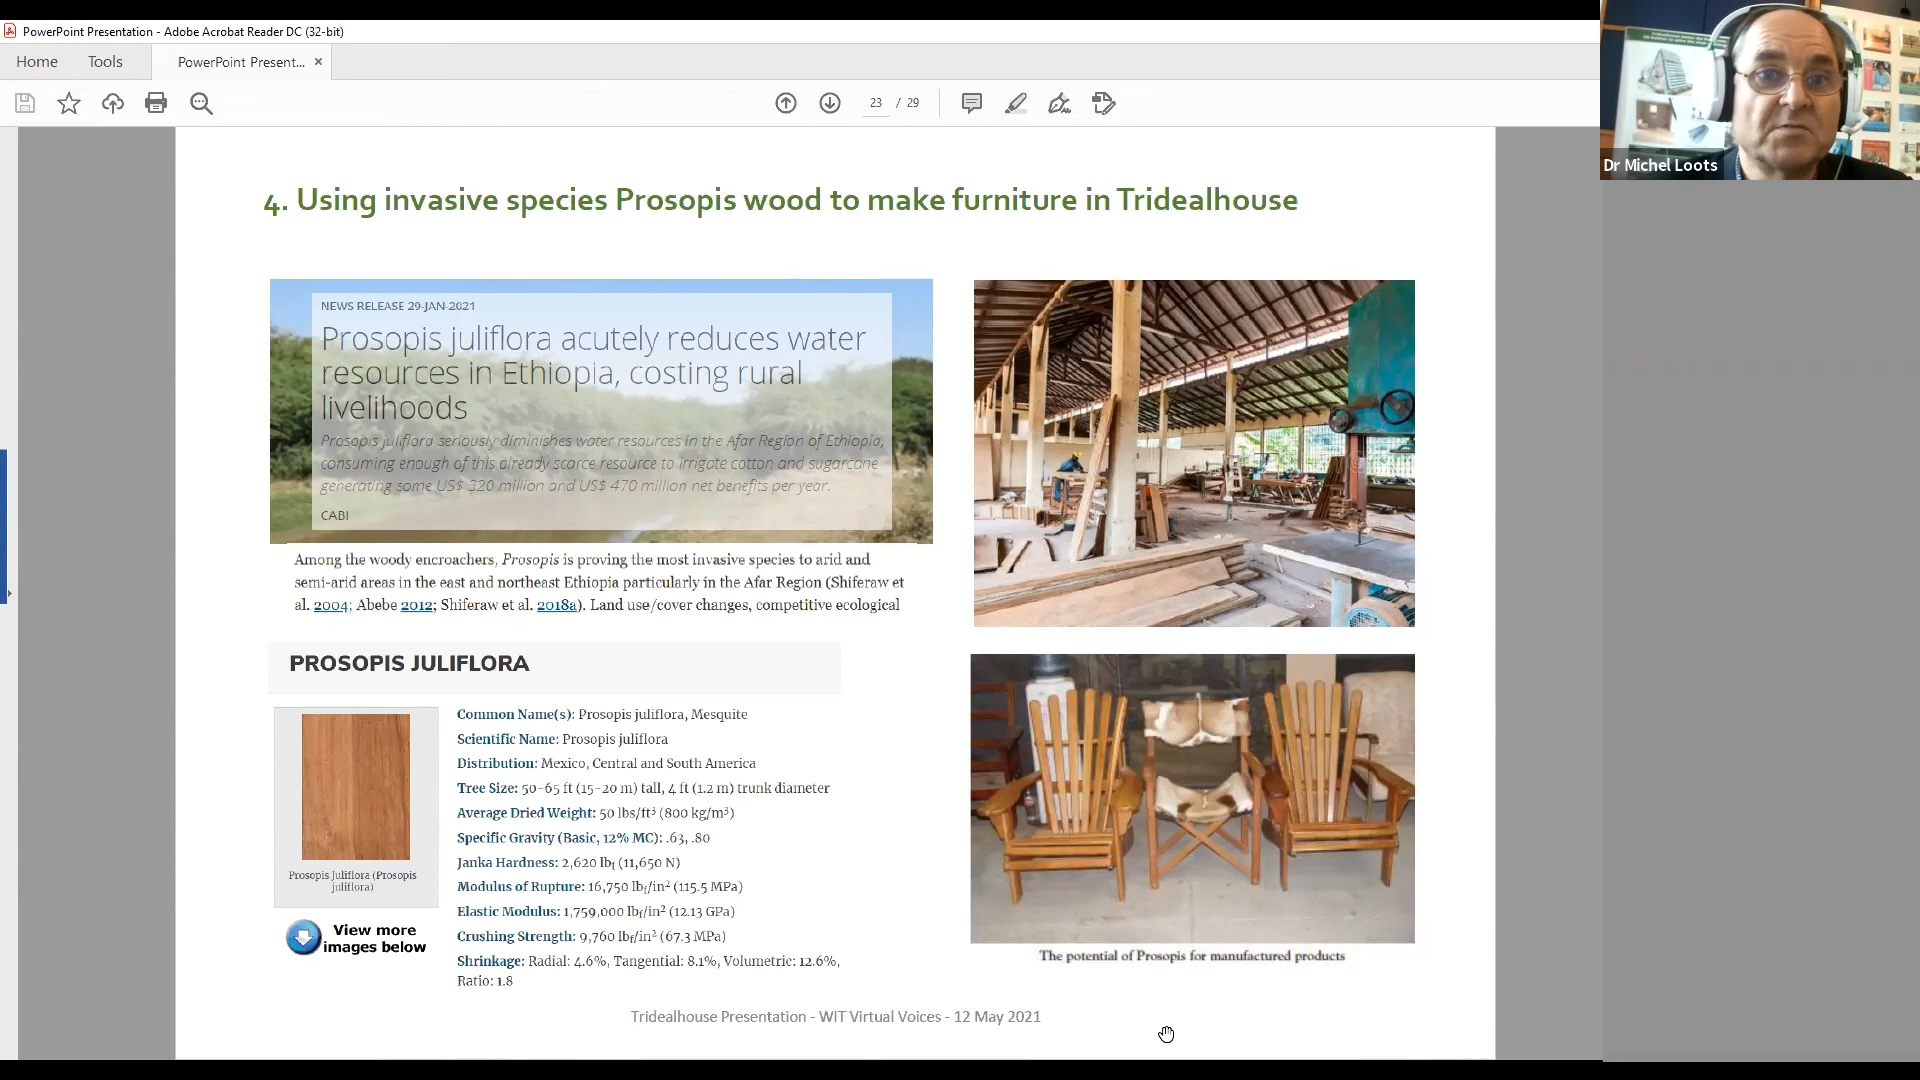 PowerPoint Presentation - Adobe Acrobat Reader DC (32-bit)
Home Tools PowerPoint Present... ×
23 / 29
Dr Michel Loots
4. Using invasive species Prosopis wood to make furniture in Tridealhouse
NEWS RELEASE 29-JAN-2021
Prosopis juliflora acutely reduces water
resources in Ethiopia, costing rural
livelihoods
Prosopis juliflora seriously diminishes water resources in the Afar Region of Ethiopia,
consuming enough of this already scarce resource to irrigate cotton and sugarcane
generating some US$ 320 million and US$ 470 million net benefits per year.
CABI
Among the woody encroachers, Prosopis is proving the most invasive species to arid and
semi-arid areas in the east and northeast Ethiopia particularly in the Afar Region (Shiferaw et
al. 2004; Abebe 2012; Shiferaw et al. 2018a). Land use/cover changes, competitive ecological
PROSOPIS JULIFLORA
Prosopis Juliflora (Prosopis
juliflora)
View more
images below
Common Name(s): Prosopis juliflora, Mesquite
Scientific Name: Prosopis juliflora
Distribution: Mexico, Central and South America
Tree Size: 50-65 ft (15-20 m) tall, 4 ft (1.2 m) trunk diameter
Average Dried Weight: 50 lbs/ft³ (800 kg/m³)
Specific Gravity (Basic, 12% MC): .63, .80
Janka Hardness: 2,620 lbf (11,650 N)
Modulus of Rupture: 16,750 lbf/in² (115.5 MPa)
Elastic Modulus: 1,759,000 lbf/in² (12.13 GPa)
Crushing Strength: 9,760 lbf/in² (67.3 MPa)
Shrinkage: Radial: 4.6%, Tangential: 8.1%, Volumetric: 12.6%,
Ratio: 1.8
The potential of Prosopis for manufactured products
Tridealhouse Presentation - WIT Virtual Voices - 12 May 2021